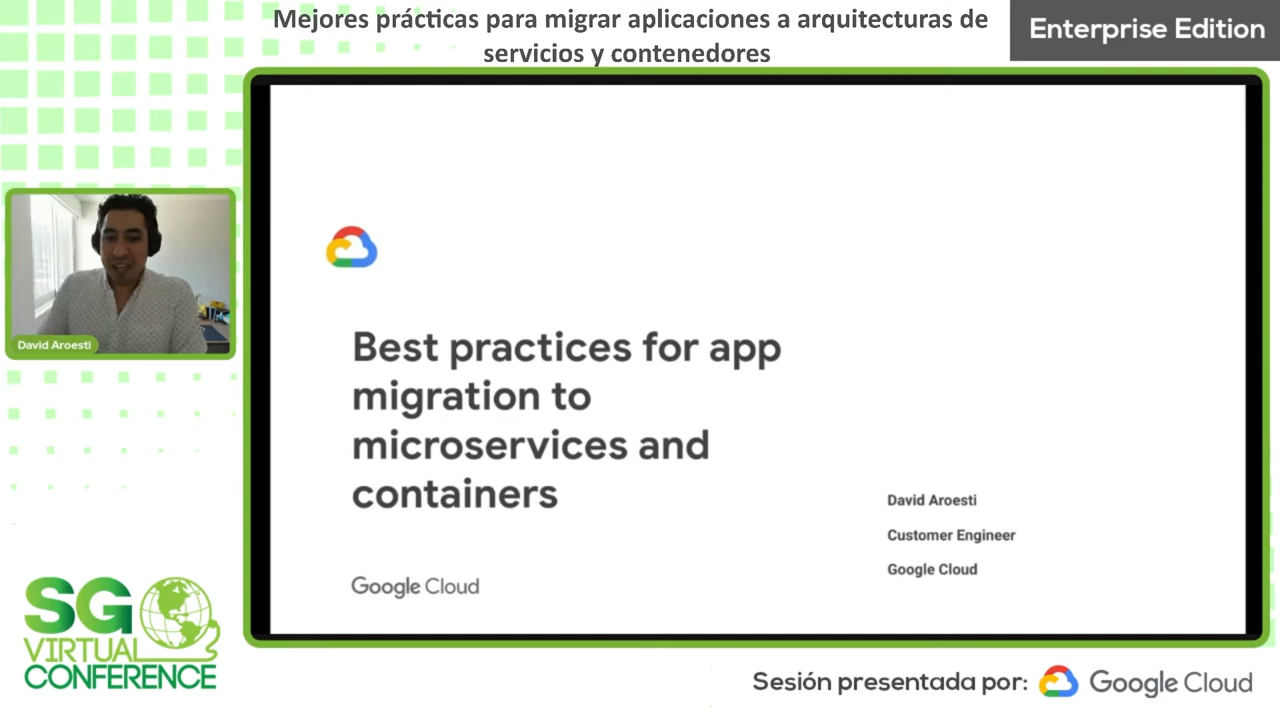 Mejores prácticas para migrar aplicaciones a arquitecturas de
servicios y contenedores
Enterprise Edition
David Aroesti
Best practices for app
migration to
microservices and
containers
David Aroesti
Customer Engineer
Google Cloud
Google Cloud
SG
VIRTUAL
CONFERENCE
Sesión presentada por: Google Cloud